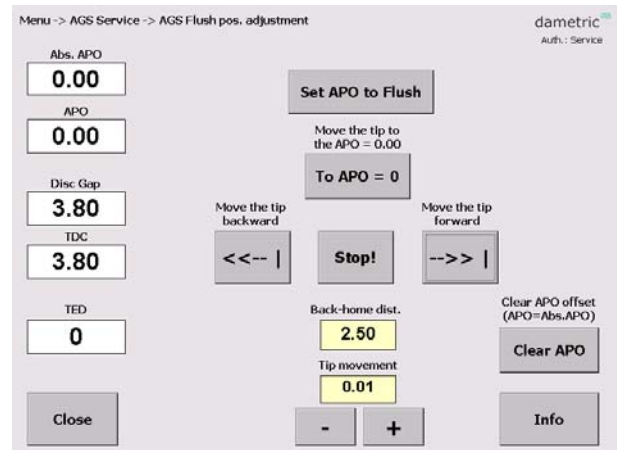 Menu -> AGS Service -> AGS Flush pos. adjustment
dametric
Auth.: Service
Abs. APO
0.00
APO
0.00
Disc Gap
3.80
TDC
3.80
TED
0
Close
Set APO to Flush
Move the tip to
the APO = 0.00
To APO = 0
Move the tip
backward
<<-- |
Stop!
Move the tip
forward
-->> |
Back-home dist.
2.50
Tip movement
0.01
-
+
Clear APO offset
(APO=Abs.APO)
Clear APO
Info